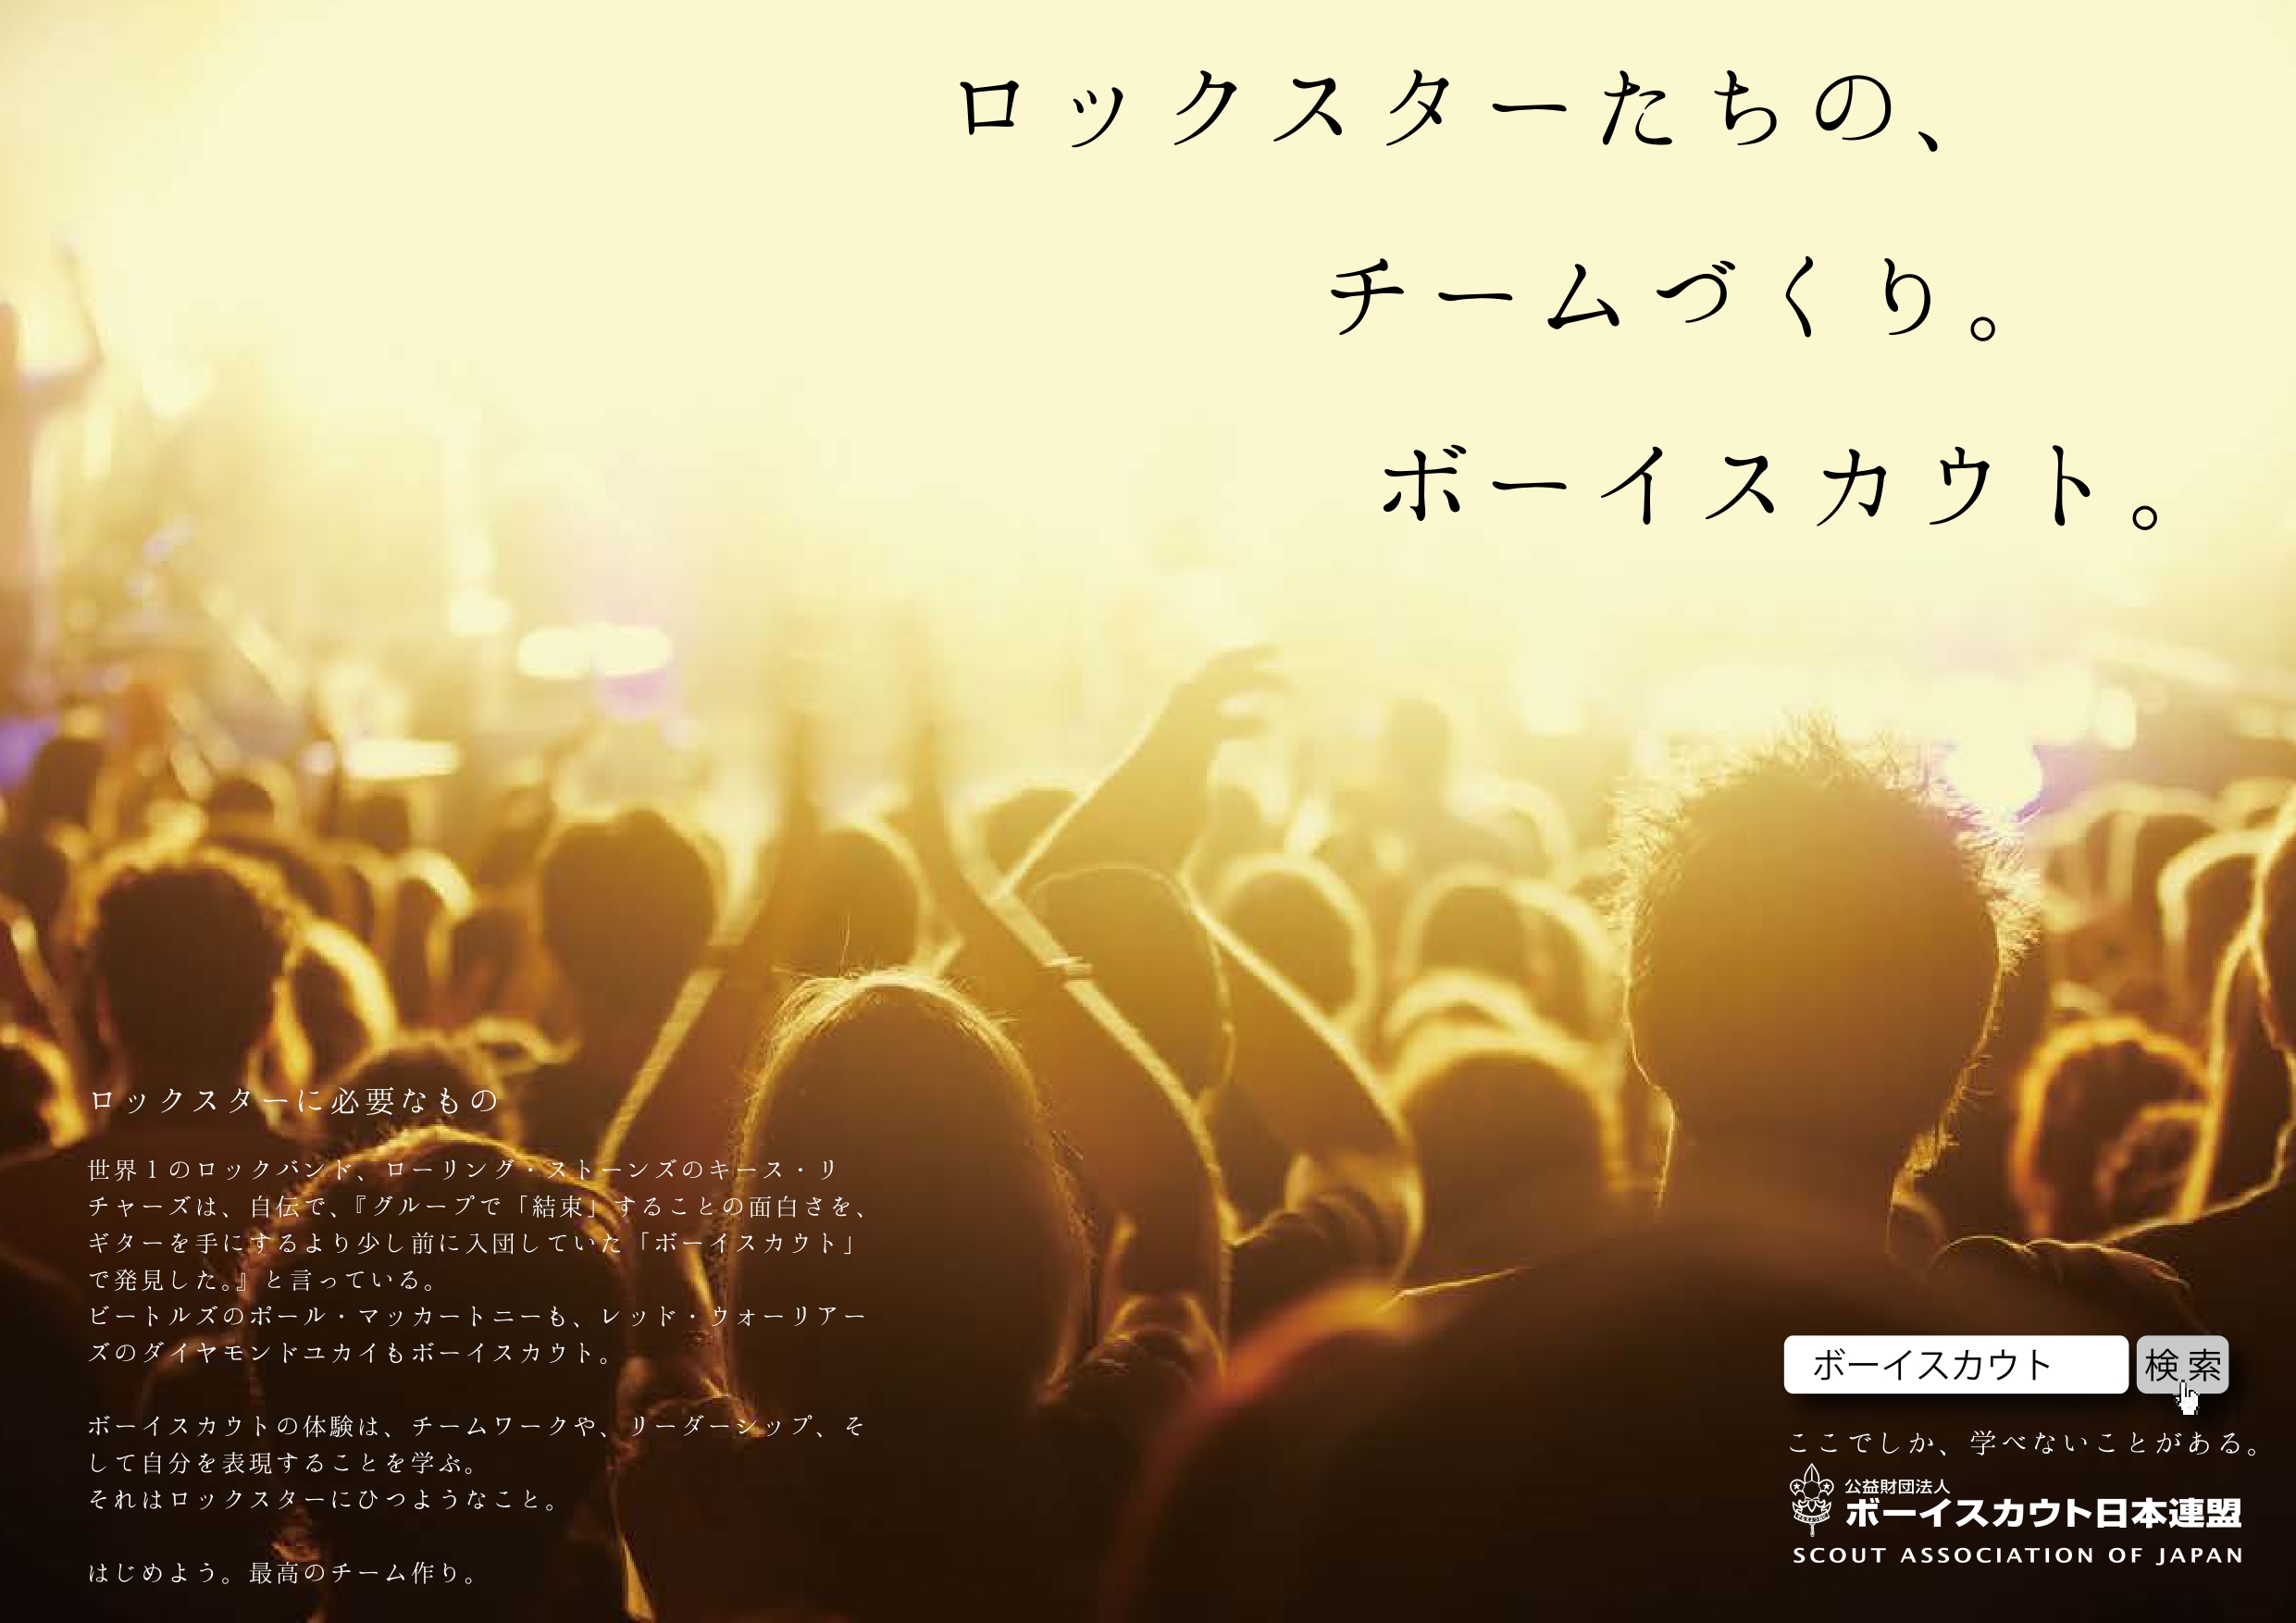 ロックスターたちの、
チームづくり。
ボーイスカウト。
ロックスターに必要なもの
世界１のロックバンド、ローリング・ストーンズのキース・リ
チャーズは、自伝で、『グループで「結束」することの面白さを、
ギターを手にするより少し前に入団していた「ボーイスカウト」
で発見した。』と言っている。
ビートルズのポール・マッカートニーも、レッド・ウォーリアー
ズのダイヤモンドユカイもボーイスカウト。
ボーイスカウトの体験は、チームワークや、リーダーシップ、そ
して自分を表現することを学ぶ。
それはロックスターにひつようなこと。
はじめよう。最高のチーム作り。
ボーイスカウト 検索
ここでしか、学べないことがある。
公益財団法人
ボーイスカウト日本連盟
SCOUT ASSOCIATION OF JAPAN